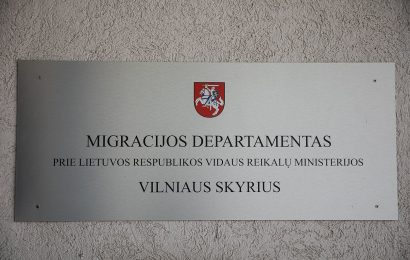 MIGRACIJOS DEPARTAMENTAS
PRIE LIETUVOS RESPUBLIKOS VIDAUS REIKALŲ MINISTERIJOS
VILNIAUS SKYRIUS